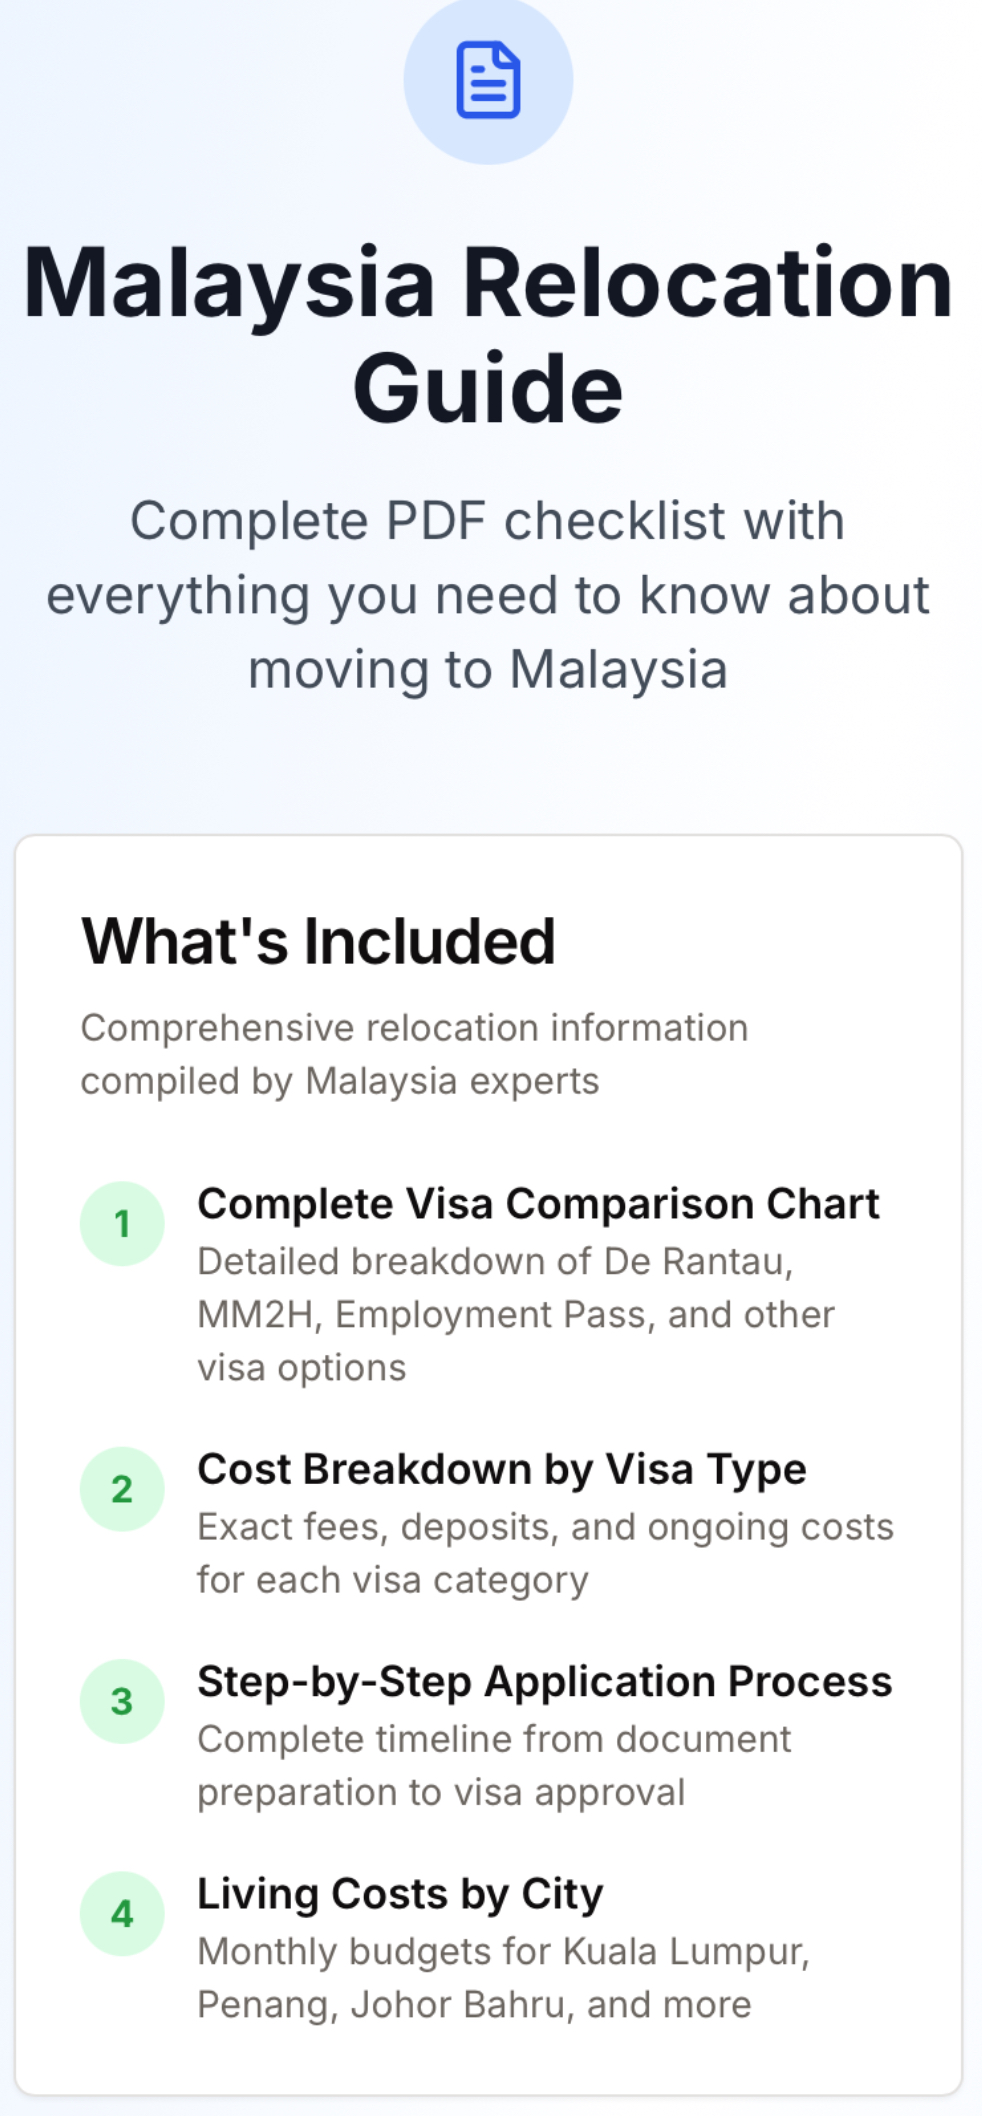 Malaysia Relocation
Guide
Complete PDF checklist with
everything you need to know about
moving to Malaysia
What's Included
Comprehensive relocation information
compiled by Malaysia experts
1
Complete Visa Comparison Chart
Detailed breakdown of De Rantau,
MM2H, Employment Pass, and other
visa options
2
Cost Breakdown by Visa Type
Exact fees, deposits, and ongoing costs
for each visa category
3
Step-by-Step Application Process
Complete timeline from document
preparation to visa approval
4
Living Costs by City
Monthly budgets for Kuala Lumpur,
Penang, Johor Bahru, and more